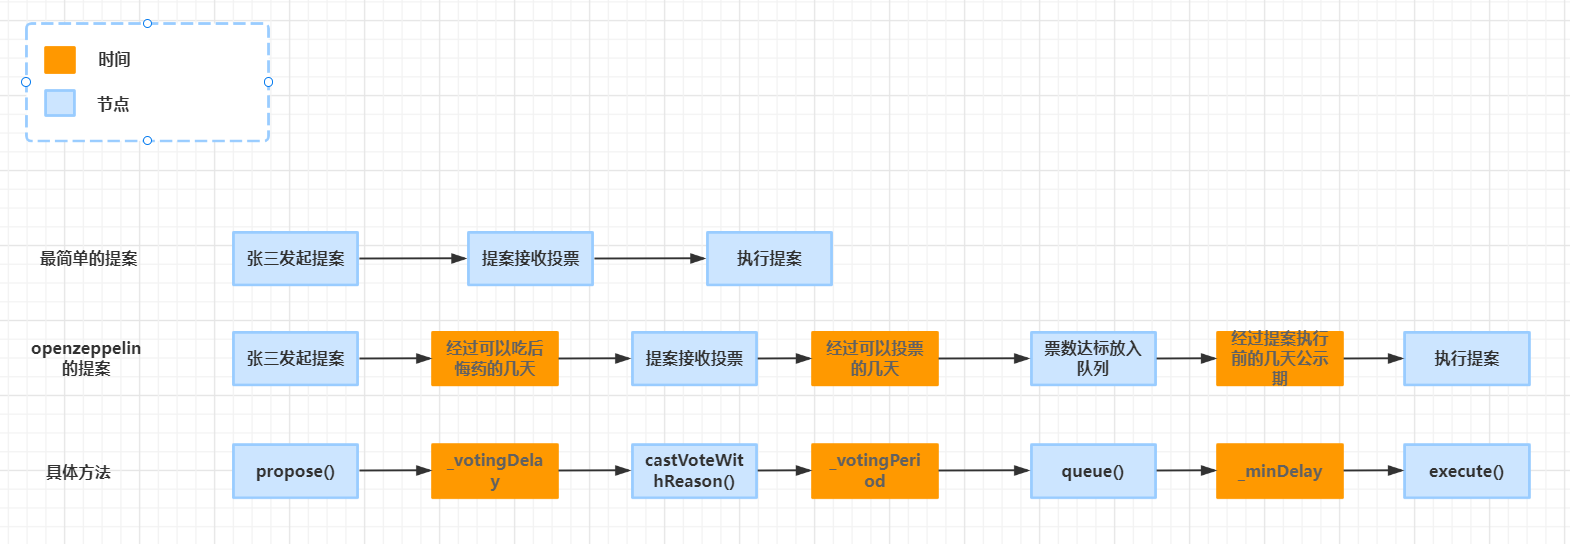 时间
节点
最简单的提案
张三发起提案
提案接收投票
执行提案
openzeppelin
的提案
张三发起提案
经过可以吃后
悔药的几天
提案接收投票
经过可以投票
的几天
票数达标放入
队列
经过提案执行
前的几天公示
期
执行提案
具体方法
propose()
_votingDela
y
castVoteWit
hReason()
_votingPeri
od
queue()
_minDelay
execute()